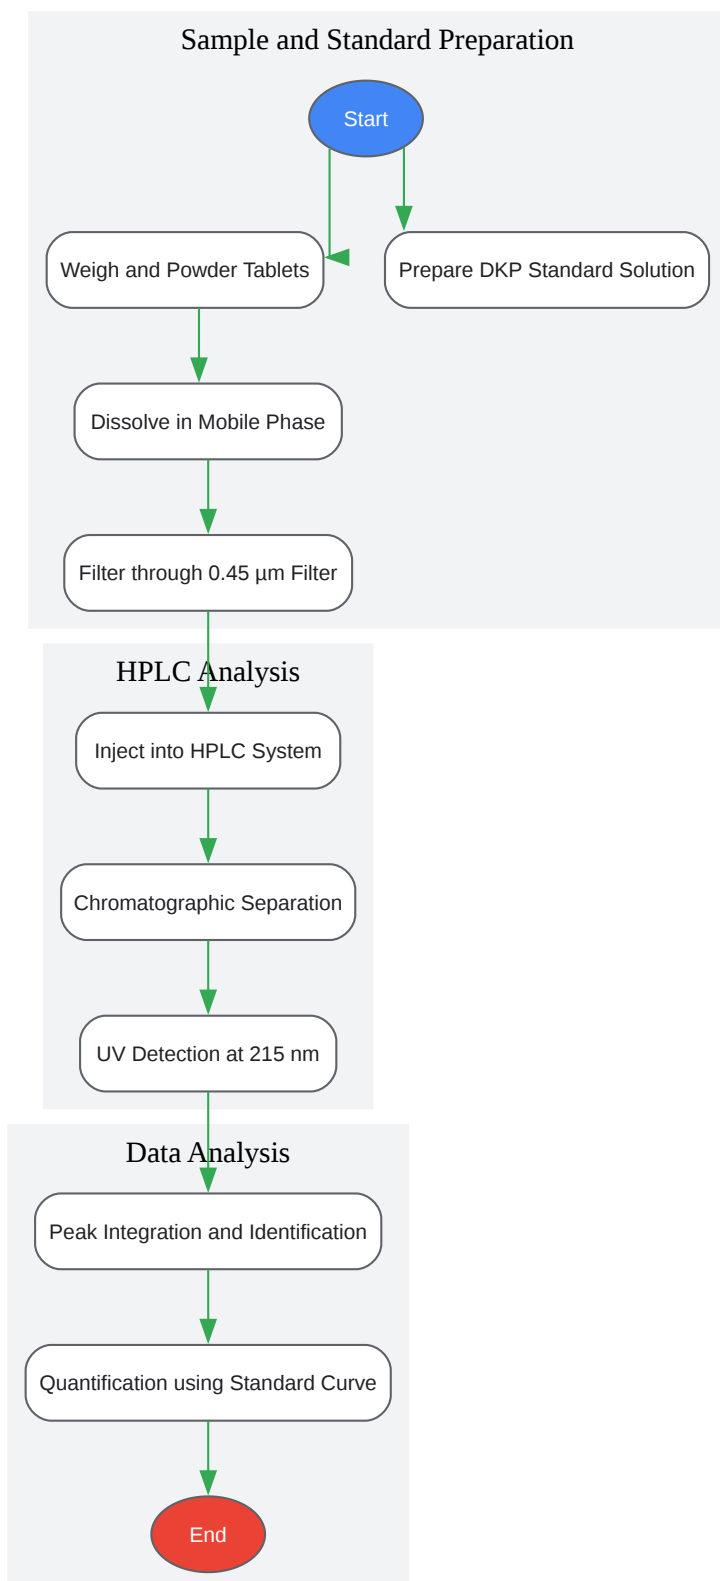 Sample and Standard Preparation
Start
Weigh and Powder Tablets
Prepare DKP Standard Solution
Dissolve in Mobile Phase
Filter through 0.45 µm Filter
HPLC Analysis
Inject into HPLC System
Chromatographic Separation
UV Detection at 215 nm
Data Analysis
Peak Integration and Identification
Quantification using Standard Curve
End